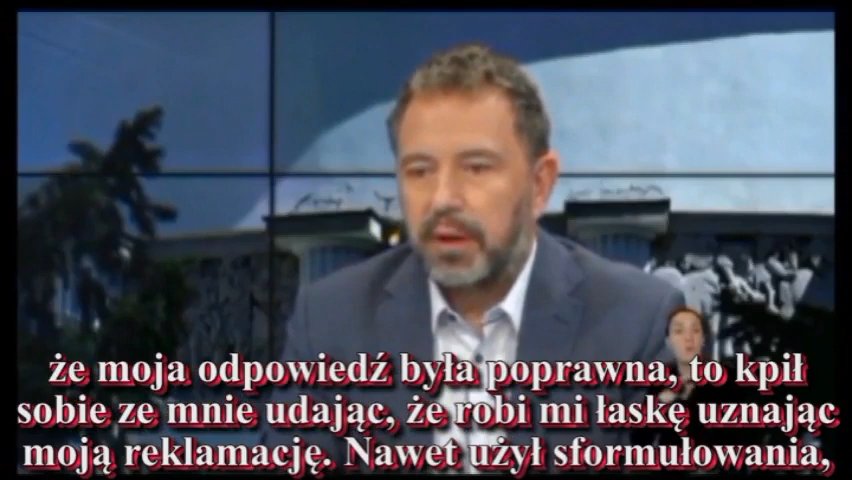 że moja odpowiedź była poprawna, to kpił
sobie ze mnie udając, że robi mi łaskę uznając
moją reklamację. Nawet użył sformułowania,